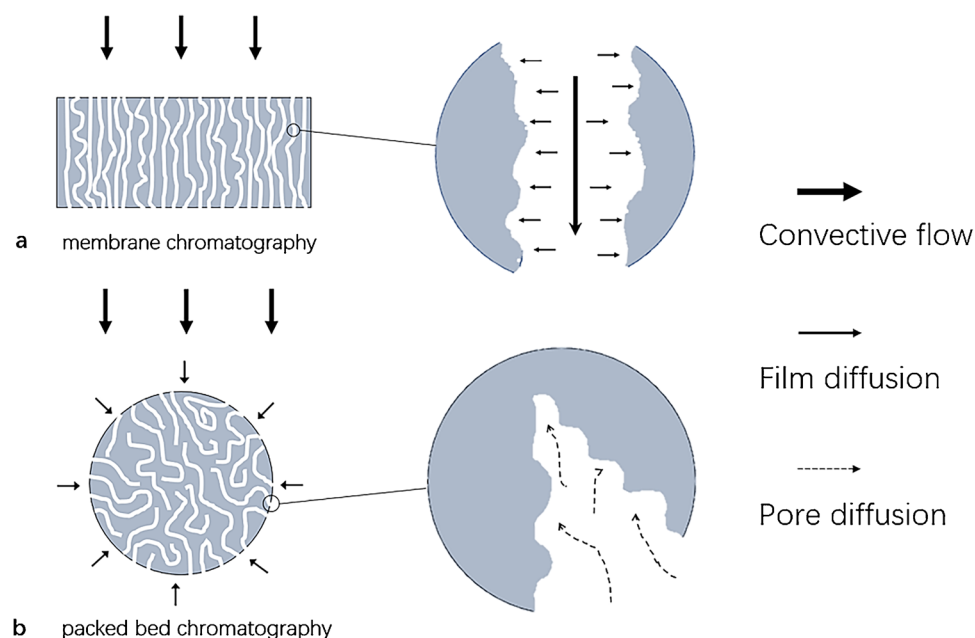 a membrane chromatography
Convective flow
Film diffusion
Pore diffusion
b packed bed chromatography